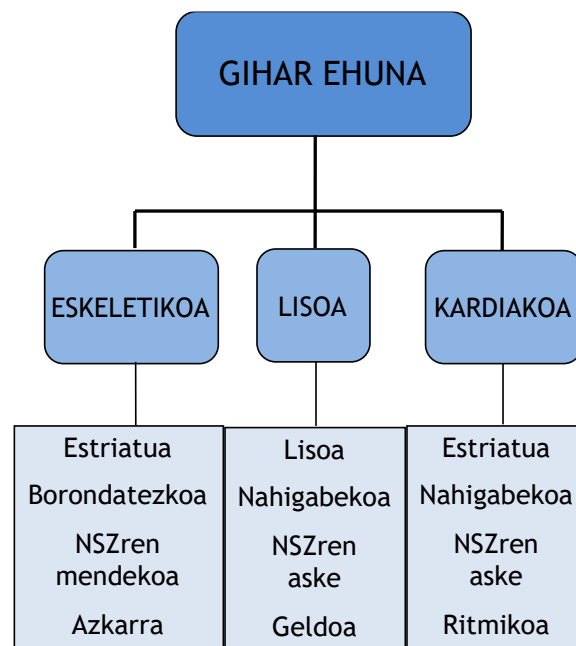 GIHAR EHUNA
ESKELETIKOA
LISOA
KARDIAKOA
Estriatua
Borondatezkoa
NSZren
mendekoa
Azkarra
Lisoa
Nahigabekoa
NSZren
aske
Geldoa
Estriatua
Nahigabekoa
NSZren
aske
Ritmikoa